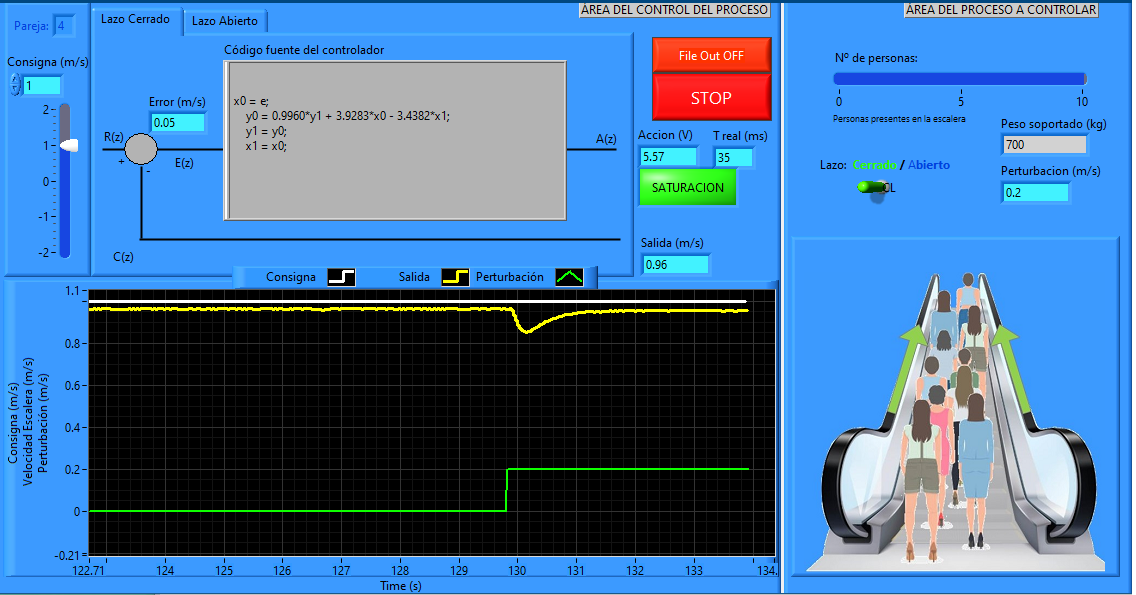 AREA DEL CONTROL DEL PROCESO
AREA DEL PROCESO A CONTROLAR
Pareja: 4
Lazo Cerrado
Lazo Abierto
Consigna (m/s)
1
2
1
0
-1
-2
Código fuente del controlador
x0 = e;
y0 = 0.9960*y1 + 3.9283*x0 - 3.4382*x1;
y1 = y0;
x1 = x0;
Error (m/s)
0.05
R(z)
+
-
E(z)
A(z)
C(z)
File Out OFF
STOP
Accion (V)
5.57
T real (ms)
35
SATURACION
Salida (m/s)
0.96
Nº de personas:
0 5 10
Personas presentes en la escalera
Peso soportado (kg)
700
Lazo: Cerrado / Abierto
OL
Perturbacion (m/s)
0.2
Consigna
Salida
Perturbación
Consigna (m/s)
Velocidad Escalera (m/s)
Perturbación (m/s)
1.1
0.8
0.6
0.4
0.2
0
-0.21
122.71 124 125 126 127 128 129 130 131 132 133 134.
Time (s)